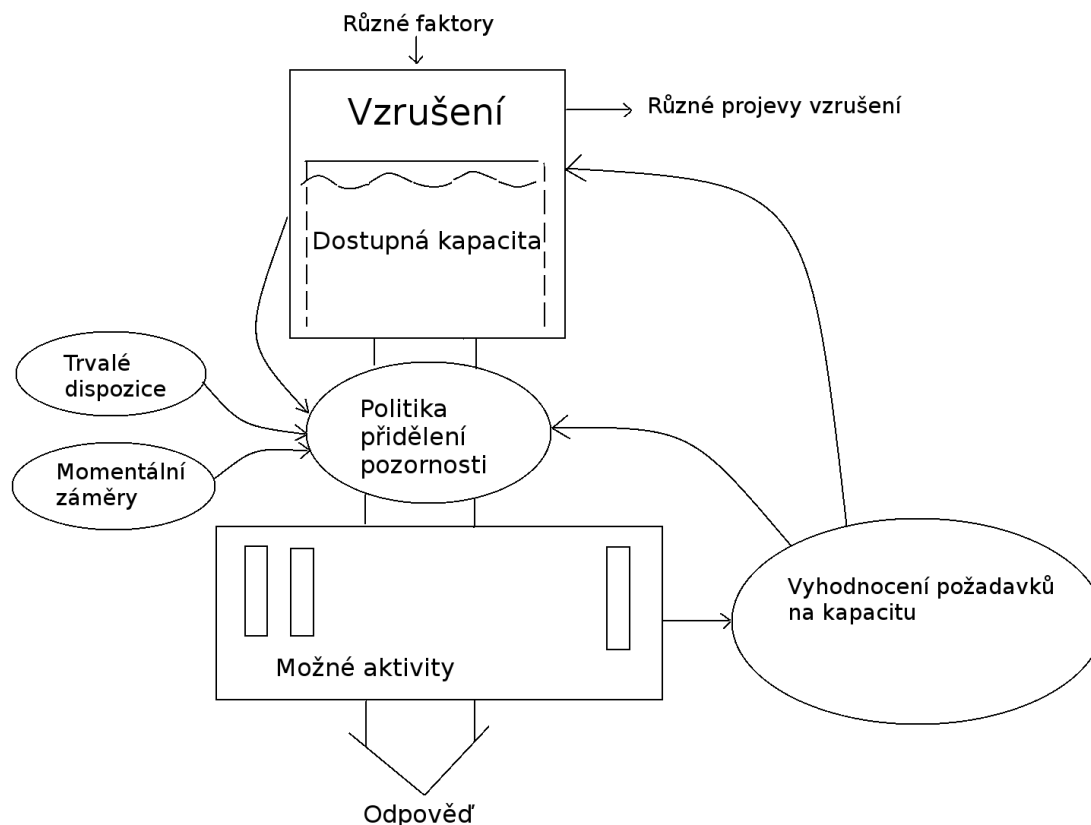 Různé faktory
Vzrušení
Různé projevy vzrušení
Dostupná kapacita
Trvalé
dispozice
Politika
přidělení
pozornosti
Momentální
záměry
Vyhodnocení požadavků
na kapacitu
Možné aktivity
Odpověď